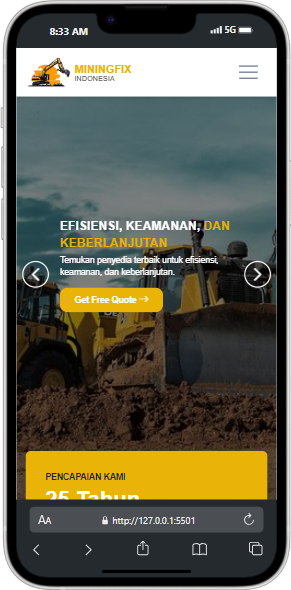 8:33 AM
5G
MININGFIX
INDONESIA
EFISIENSI, KEAMANAN, DAN
KEBERLANJUTAN
Temukan penyedia terbaik untuk efisiensi,
keamanan, dan keberlanjutan.
Get Free Quote →
PENCAPAIAN KAMI
25 Tahun
AA
http://127.0.0.1:5501